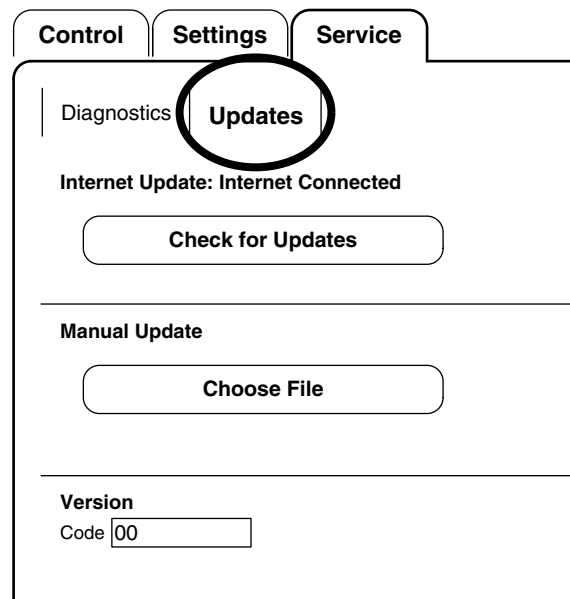 Control Settings Service
Diagnostics Updates
Internet Update: Internet Connected
Check for Updates
Manual Update
Choose File
Version
Code 00